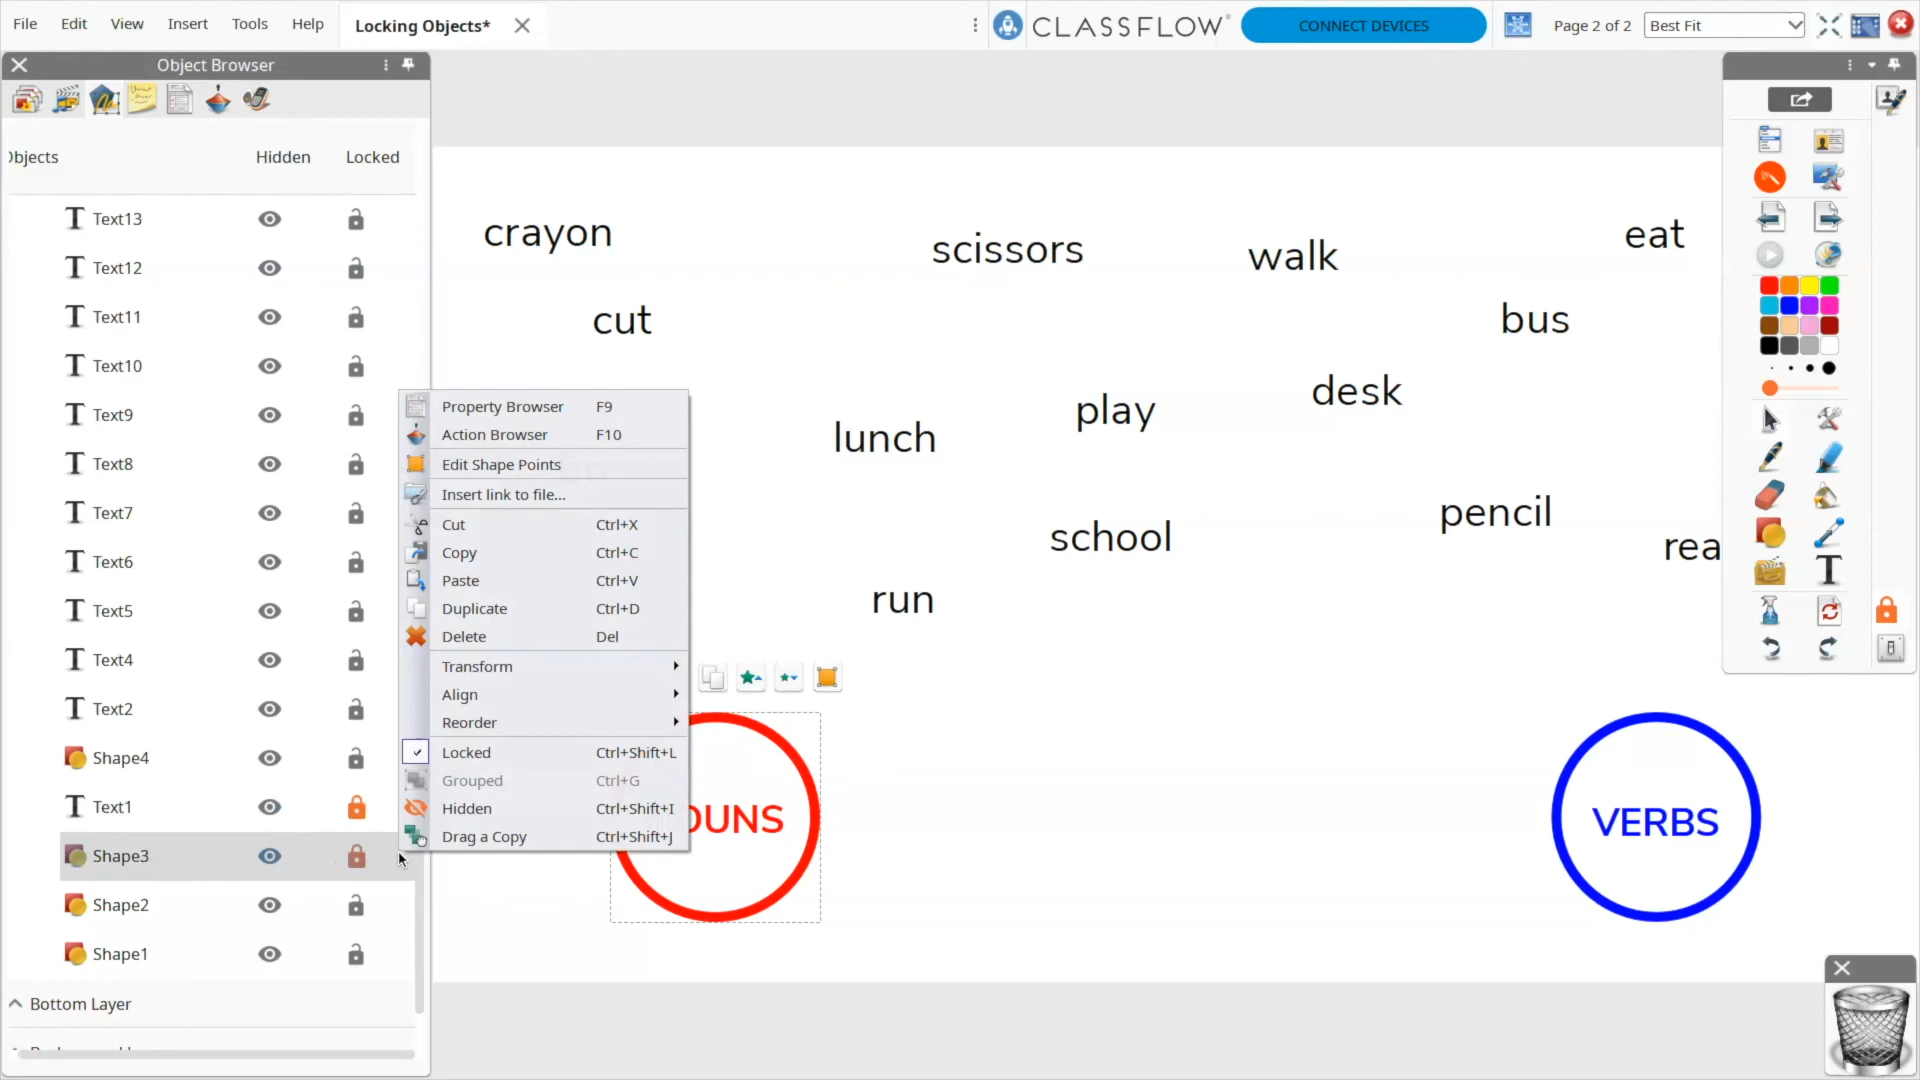 File Edit View Insert Tools Help Locking Objects* CLASSFLOW CONNECT DEVICES Page 2 of 2 Best Fit
Object Browser
Objects Hidden Locked
Text13
Text12
Text11
Text10
Text9
Text8
Text7
Text6
Text5
Text4
Text2
Shape4
Text1
Shape3
Shape2
Shape1
Bottom Layer
Property Browser F9
Action Browser F10
Edit Shape Points
Insert link to file...
Cut Ctrl+X
Copy Ctrl+C
Paste Ctrl+V
Duplicate Ctrl+D
Delete Del
Transform
Align
Reorder
Locked Ctrl+Shift+L
Grouped Ctrl+G
Hidden Ctrl+Shift+I
Drag a Copy Ctrl+Shift+J
crayon
scissors
walk
eat
cut
bus
desk
play
lunch
pencil
school
rea
run
OUNS
VERBS